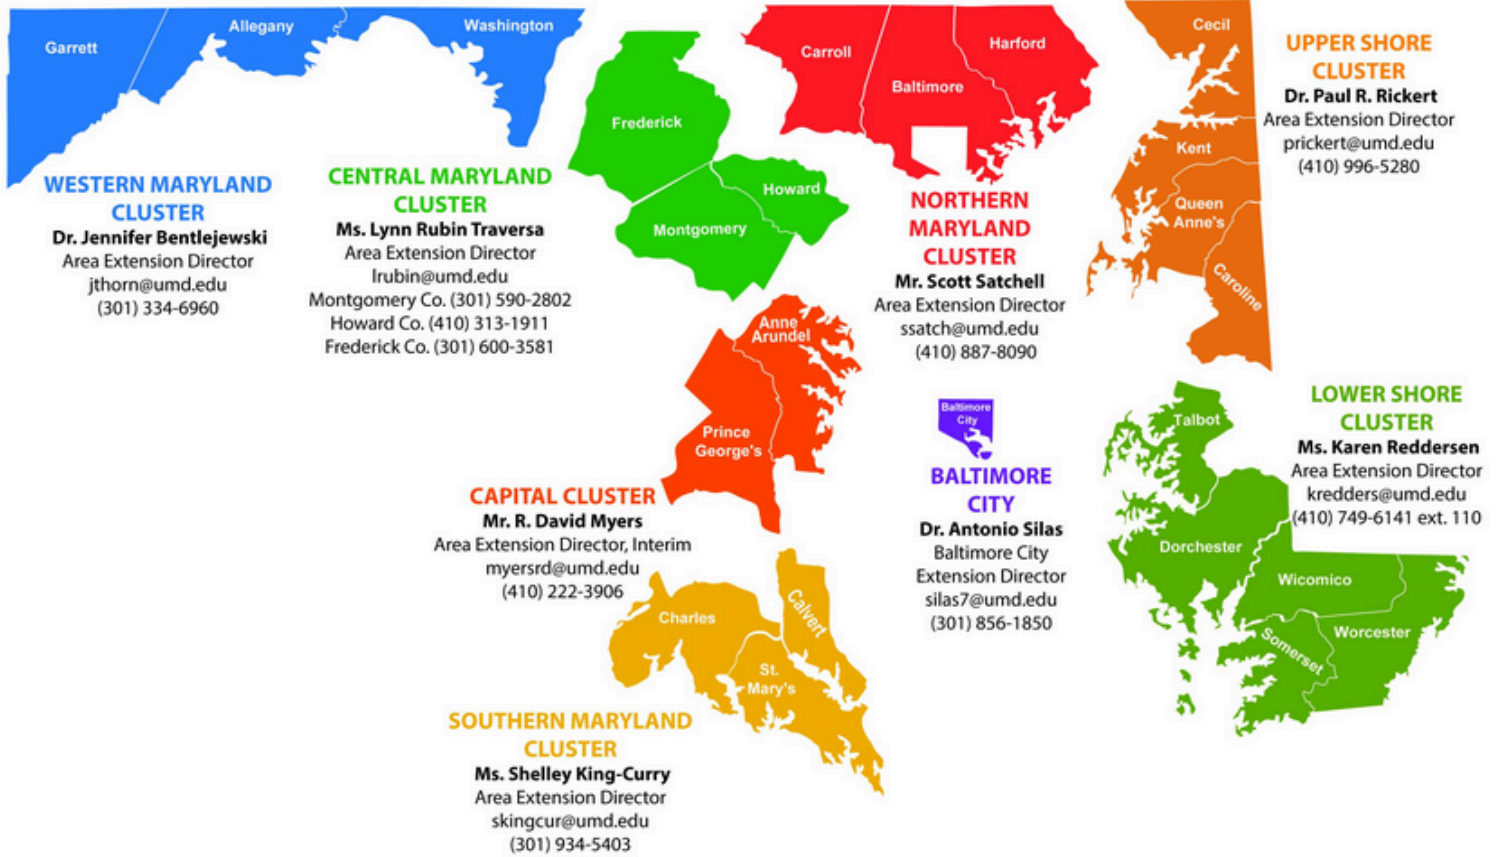 Garrett
Allegany
Washington
WESTERN MARYLAND
CLUSTER
Dr. Jennifer Bentlejewski
Area Extension Director
jthorn@umd.edu
(301) 334-6960
Frederick
Howard
Montgomery
CENTRAL MARYLAND
CLUSTER
Ms. Lynn Rubin Traversa
Area Extension Director
lrubin@umd.edu
Montgomery Co. (301) 590-2802
Howard Co. (410) 313-1911
Frederick Co. (301) 600-3581
Carroll
Baltimore
Harford
NORTHERN
MARYLAND
CLUSTER
Mr. Scott Satchell
Area Extension Director
ssatch@umd.edu
(410) 887-8090
Cecil
Kent
Queen
Anne's
Caroline
UPPER SHORE
CLUSTER
Dr. Paul R. Rickert
Area Extension Director
prickert@umd.edu
(410) 996-5280
Anne
Arundel
Prince
George's
CAPITAL CLUSTER
Mr. R. David Myers
Area Extension Director, Interim
myersrd@umd.edu
(410) 222-3906
Baltimore
City
BALTIMORE
CITY
Dr. Antonio Silas
Baltimore City
Extension Director
silas7@umd.edu
(301) 856-1850
Talbot
Dorchester
Wicomico
Somerset
Worcester
LOWER SHORE
CLUSTER
Ms. Karen Reddersen
Area Extension Director
kredders@umd.edu
(410) 749-6141 ext. 110
Charles
Calvert
St.
Mary's
SOUTHERN MARYLAND
CLUSTER
Ms. Shelley King-Curry
Area Extension Director
skingcur@umd.edu
(301) 934-5403